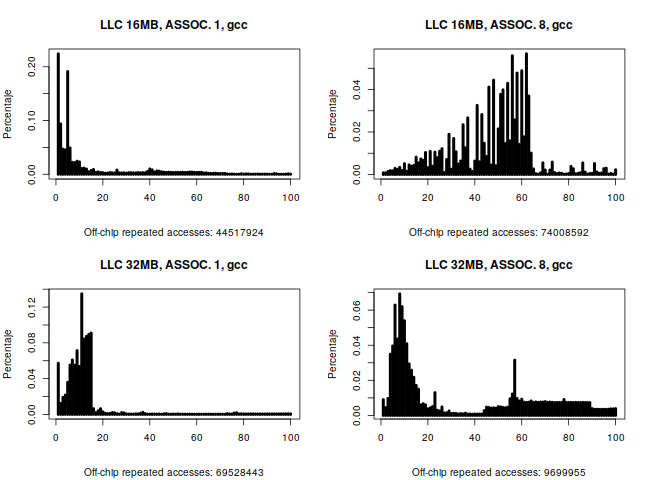 LLC 16MB, ASSOC. 1, gcc
Percentaje
0.00 0.10 0.20
0 20 40 60 80 100
Off-chip repeated accesses: 44517924
LLC 16MB, ASSOC. 8, gcc
Percentaje
0.00 0.02 0.04
0 20 40 60 80 100
Off-chip repeated accesses: 74008592
LLC 32MB, ASSOC. 1, gcc
Percentaje
0.00 0.04 0.08 0.12
0 20 40 60 80 100
Off-chip repeated accesses: 69528443
LLC 32MB, ASSOC. 8, gcc
Percentaje
0.00 0.02 0.04 0.06
0 20 40 60 80 100
Off-chip repeated accesses: 9699955